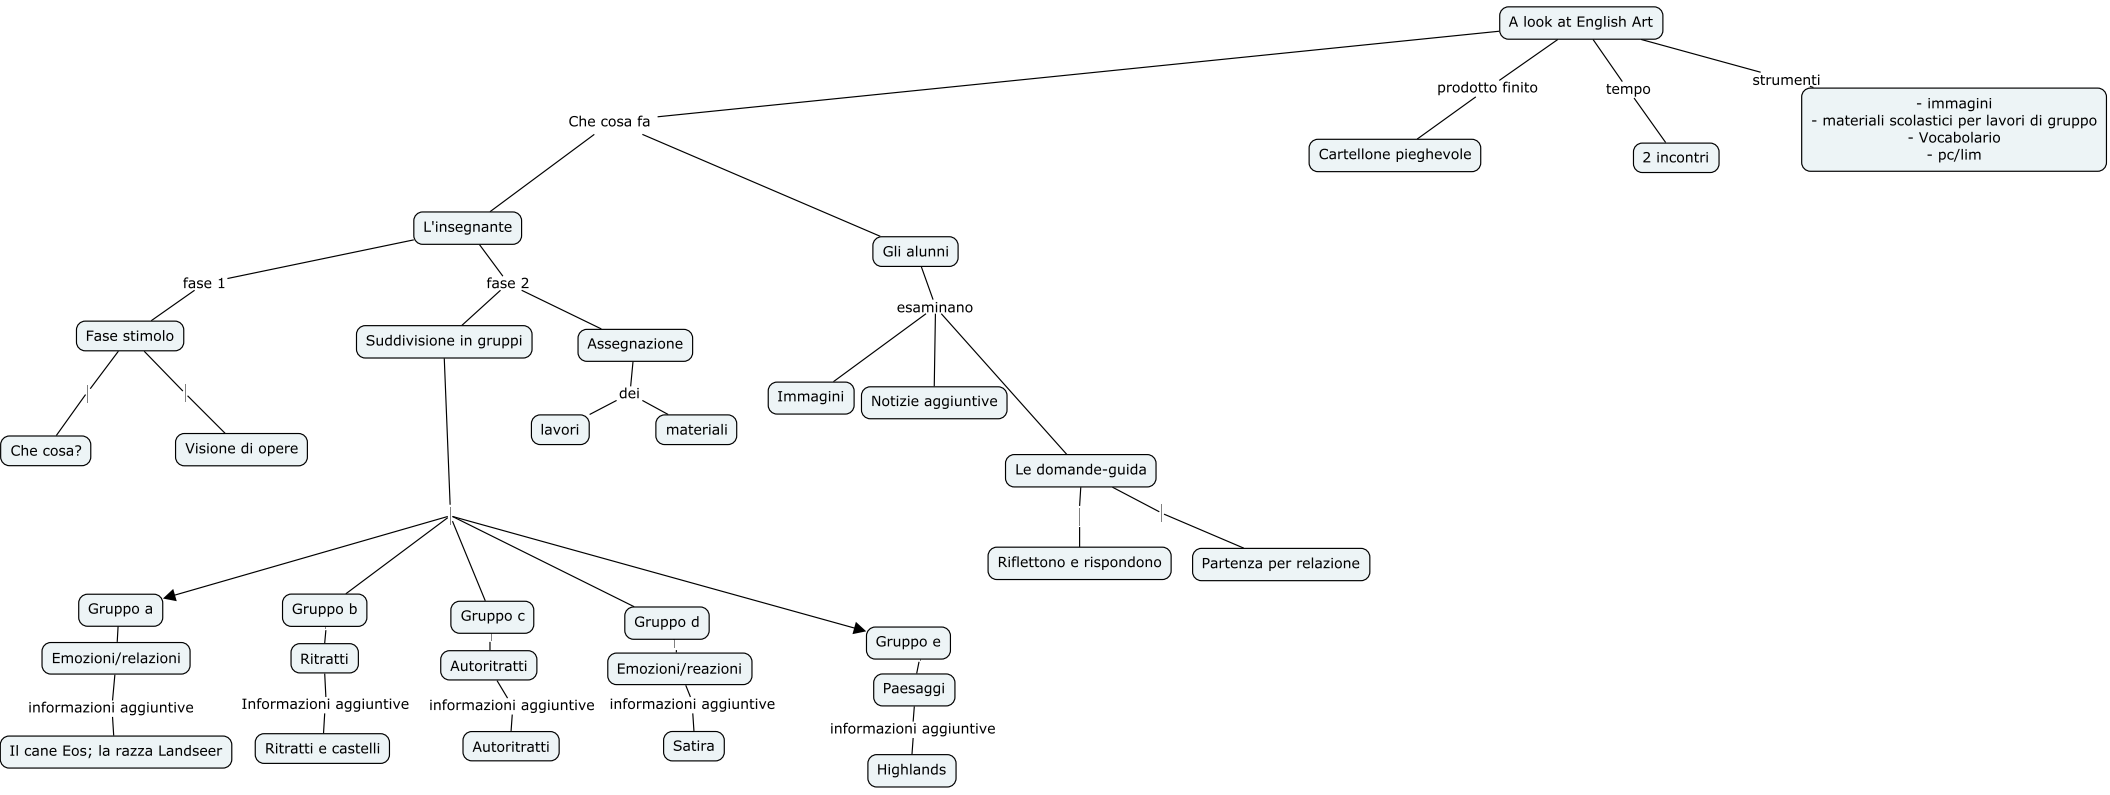 A look at English Art
strumenti
prodotto finito
tempo
- immagini
- materiali scolastici per lavori di gruppo
- Vocabolario
- pc/lim
Che cosa fa
Cartellone pieghevole
2 incontri
L'insegnante
Gli alunni
fase 1
fase 2
esaminano
Fase stimolo
Suddivisione in gruppi
Assegnazione
dei
Immagini
Notizie aggiuntive
lavori
materiali
Che cosa?
Visione di opere
Le domande-guida
Riflettono e rispondono
Partenza per relazione
Gruppo a
Gruppo b
Gruppo c
Gruppo d
Gruppo e
Emozioni/relazioni
Ritratti
Autoritratti
Emozioni/reazioni
Paesaggi
informazioni aggiuntive
Informazioni aggiuntive
informazioni aggiuntive
informazioni aggiuntive
informazioni aggiuntive
Il cane Eos; la razza Landseer
Ritratti e castelli
Autoritratti
Satira
Highlands